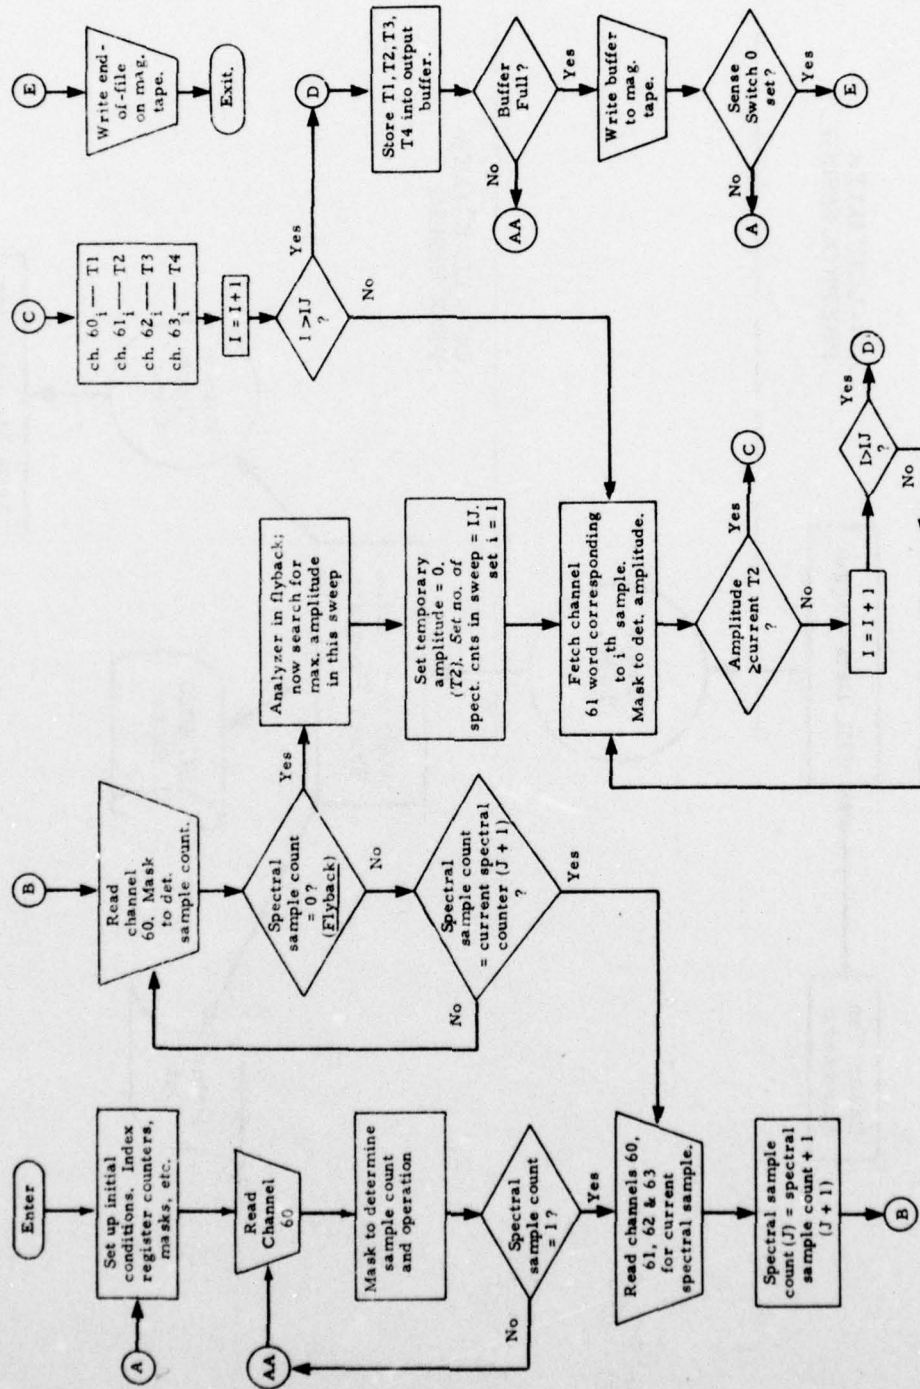 Enter
A
Set up initial
conditions. Index
register counters,
masks, etc.
AA
Read
Channel
60
Mask to determine
sample count
and operation
Spectral
sample count
= 1?
No
Yes
Read channels 60,
61, 62 & 63
for current
spectral sample.
Spectral sample
count (J) = spectral
sample count + 1
(J + 1)
B
B
Read
channel
60. Mask
to det.
sample count.
Spectral
sample count
= 0?
(Flyback)
Yes
No
Spectral
sample count
= current spectral
counter (J + 1)
?
No
Yes
Analyzer in flyback;
now search for
max. amplitude
in this sweep
Set temporary
amplitude = 0,
(T2). Set no. of
spect. cnts in sweep = IJ.
set i = 1
Fetch channel
61 word corresponding
to ith sample.
Mask to det. amplitude.
Amplitude
≥current T2
?
Yes
C
No
I = I + 1
I>IJ
?
Yes
D
No
C
ch. 60i — T1
ch. 61i — T2
ch. 62i — T3
ch. 63i — T4
I = I + 1
I >IJ
?
Yes
No
D
Store T1, T2, T3,
T4 into output
buffer.
Buffer
Full?
No
AA
Yes
Write buffer
to mag.
tape.
Sense
Switch 0
set?
No
A
Yes
E
E
Write end-
of-file
on mag.
tape.
Exit.